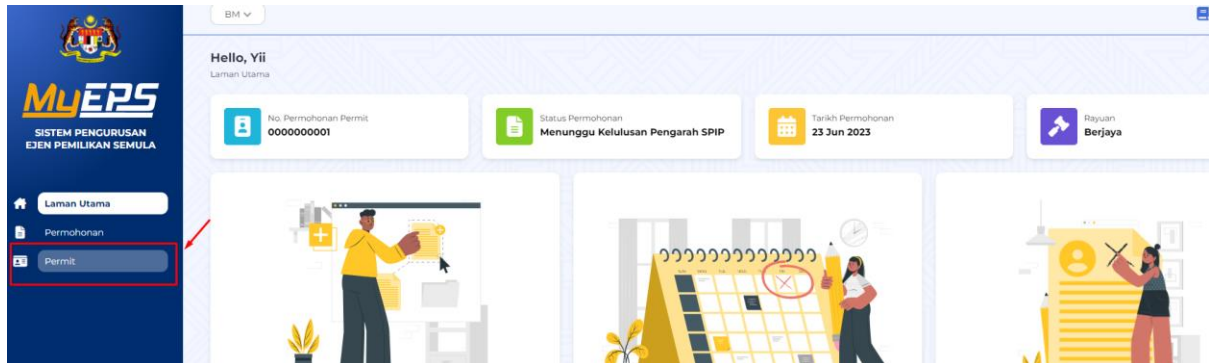 BM
Hello, Yii
Laman Utama
MyEPS
SISTEM PENGURUSAN
EJEN PEMILIKAN SEMULA
No. Permohonan Permit
0000000001
Status Permohonan
Menunggu Kelulusan Pengarah SPIP
Tarikh Permohonan
23 Jun 2023
Rayuan
Berjaya
Laman Utama
Permohonan
Permit